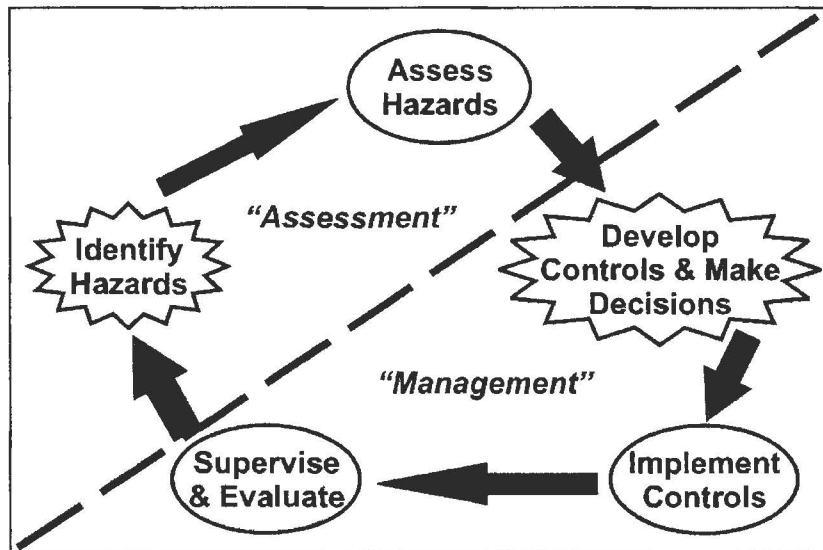 Assess
Hazards
“Assessment”
Identify
Hazards
Develop
Controls & Make
Decisions
“Management”
Supervise
& Evaluate
Implement
Controls